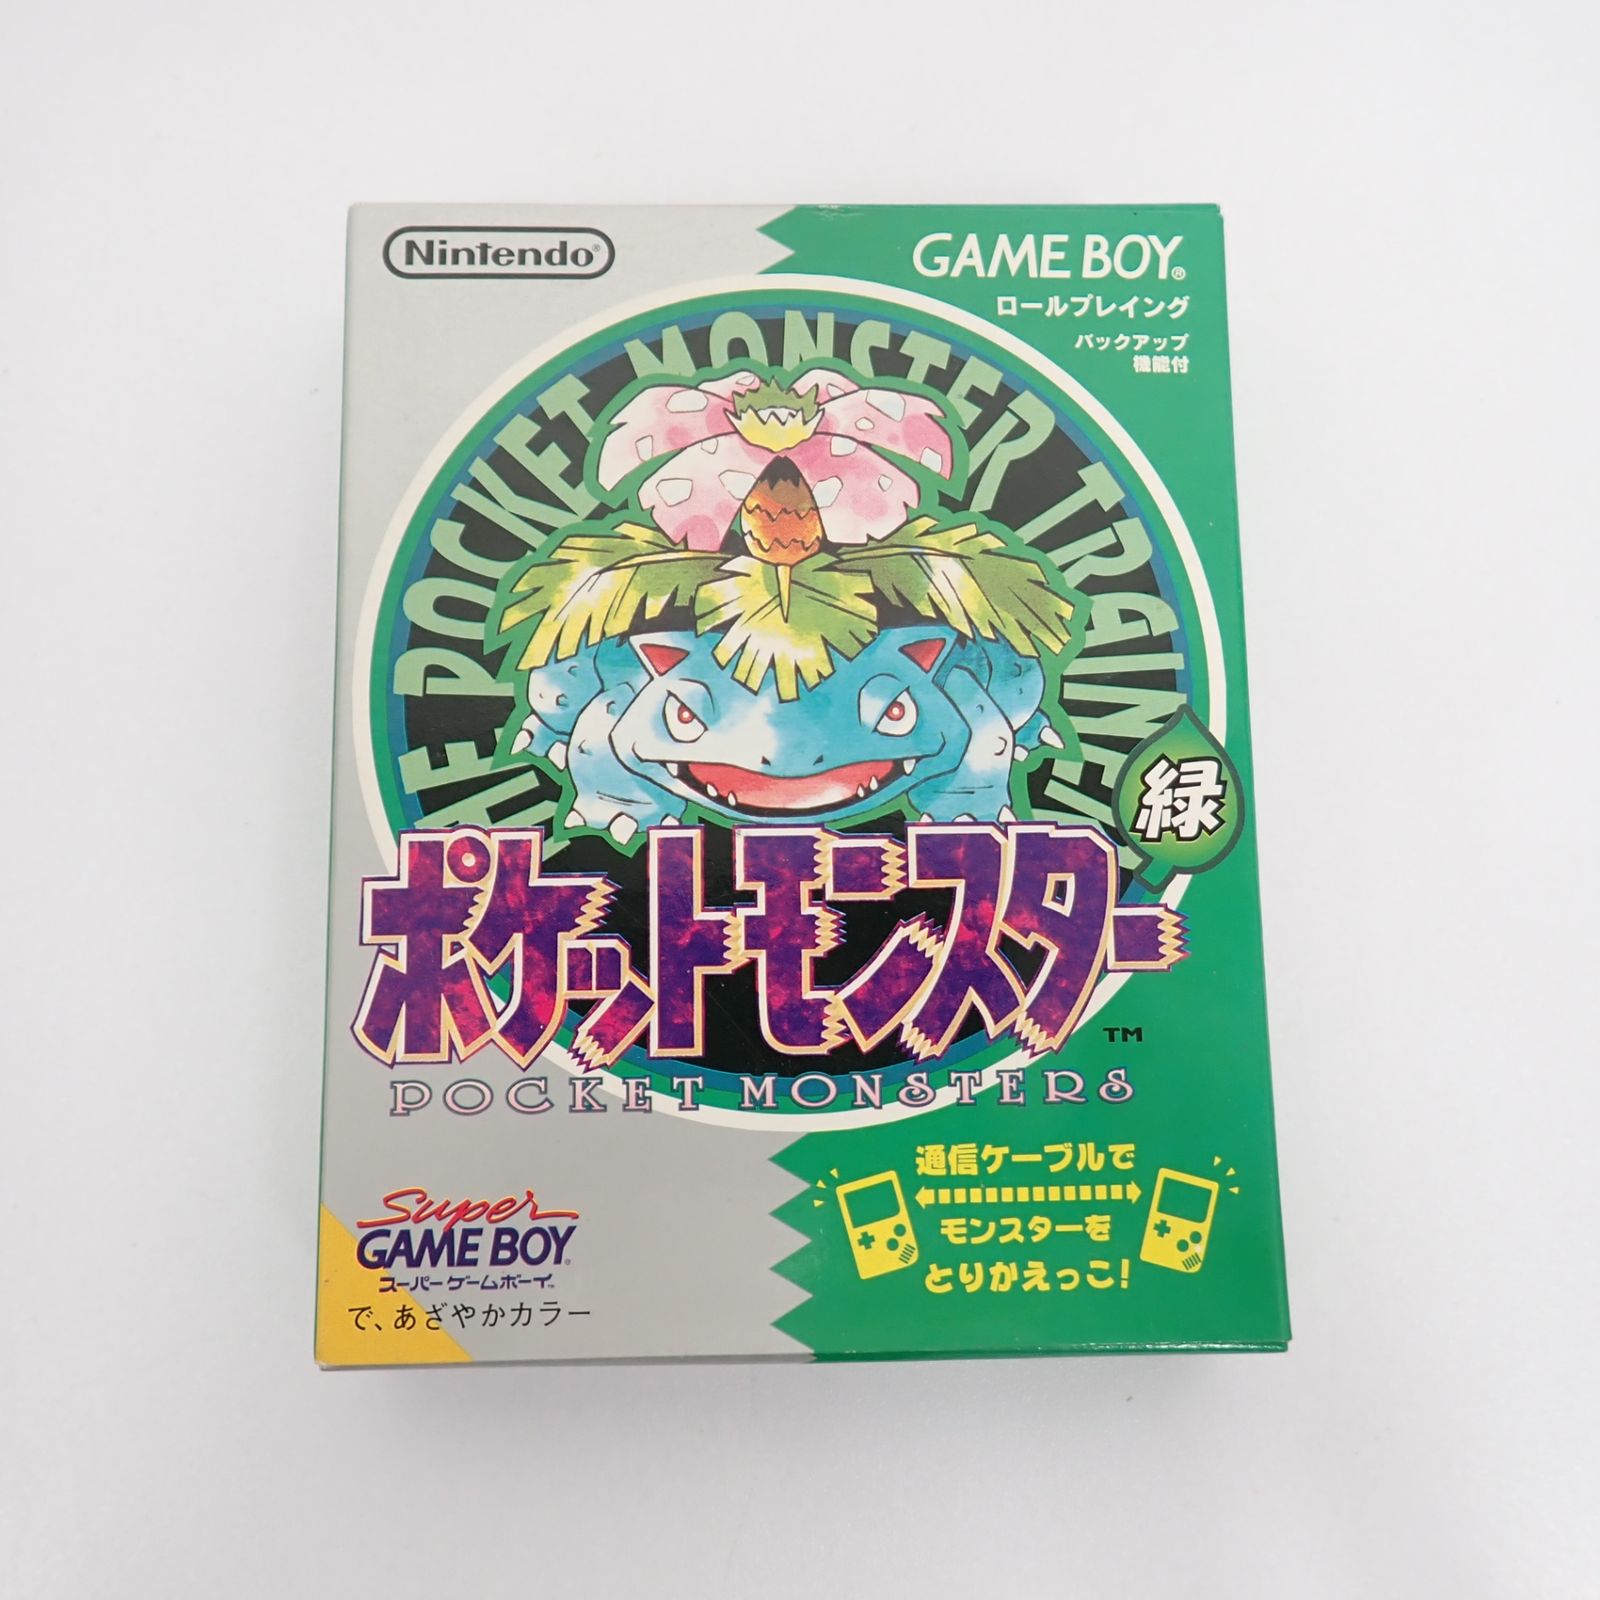 Nintendo®
GAME BOY®
ロールプレイング
バックアップ
機能付
THE POCKET MONSTER TRAINER
緑
ポケットモンスター
TM
POCKET MONSTERS
通信ケーブルで
モンスターを
とりかえっこ!
Super
GAME BOY
スーパーゲームボーイ™
で、あざやかカラー